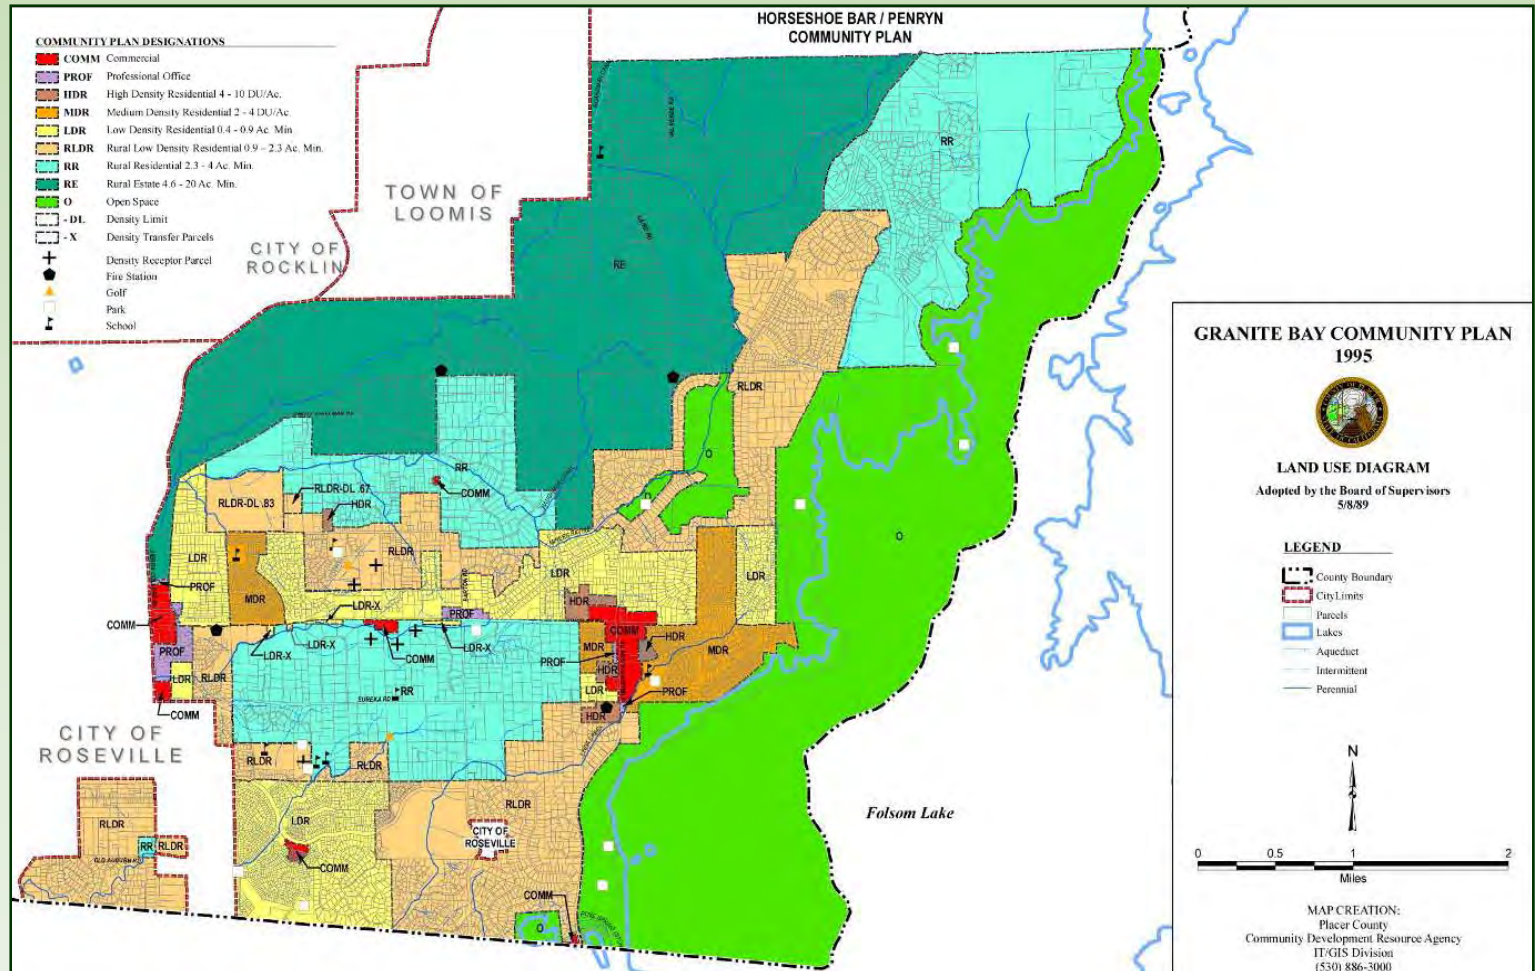 HORSESHOE BAR / PENRYN
COMMUNITY PLAN
COMMUNITY PLAN DESIGNATIONS
COMM Commercial
PROF Professional Office
HDR High Density Residential 4 - 10 DU/Ac.
MDR Medium Density Residential 2 - 4 DU/Ac.
LDR Low Density Residential 0.4 - 0.9 Ac. Min
RLDR Rural Low Density Residential 0.9 - 2.3 Ac. Min.
RR Rural Residential 2.3 - 4 Ac. Min.
RE Rural Estate 4.6 - 20 Ac. Min.
O Open Space
- DL Density Limit
- X Density Transfer Parcels
Density Receptor Parcel
Fire Station
Golf
Park
School
TOWN OF
LOOMIS
CITY OF
ROCKLIN
RR
RE
RLDR
O
RR
COMM
RLDR-DL .67
RLDR-DL .83
HDR
O
O
LDR
RLDR
LDR
LDR
PROF
MDR
LDR-X
PROF
HDR
COMM
COMM
LDR-X
LDR-X
LDR-X
COMM
HDR
MDR
MDR
PROF
RLDR
LDR
PROF
HDR
LDR
PROF
EUREKA RD
RR
COMM
HDR
CITY OF
ROSEVILLE
RLDR
RLDR
RLDR
LDR
CITY OF
ROSEVILLE
RLDR
RR
RLDR
OLD AUBURN RD
COMM
COMM
O
Folsom Lake
GRANITE BAY COMMUNITY PLAN
1995
LAND USE DIAGRAM
Adopted by the Board of Supervisors
5/8/89
LEGEND
County Boundary
CityLimits
Parcels
Lakes
Aqueduct
Intermittent
Perennial
N
0 0.5 1 2
Miles
MAP CREATION:
Placer County
Community Development Resource Agency
IT/GIS Division
(530) 886-3000